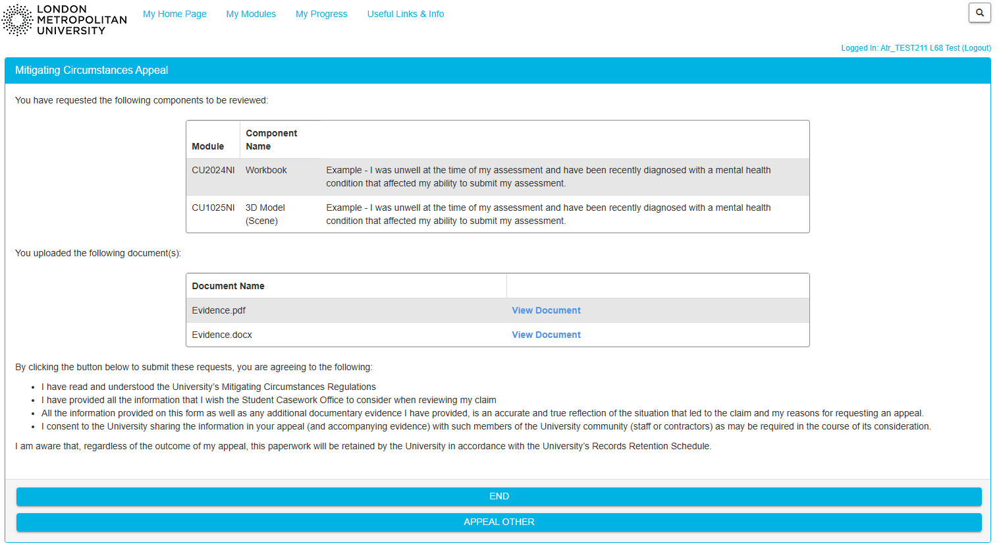 LONDON
METROPOLITAN
UNIVERSITY
My Home Page My Modules My Progress Useful Links & Info
Logged In: Atr_TEST211 L68 Test (Logout)
Mitigating Circumstances Appeal
You have requested the following components to be reviewed:
Module Component Name
CU2024NI Workbook Example - I was unwell at the time of my assessment and have been recently diagnosed with a mental health
condition that affected my ability to submit my assessment.
CU1025NI 3D Model Example - I was unwell at the time of my assessment and have been recently diagnosed with a mental health
(Scene) condition that affected my ability to submit my assessment.
You uploaded the following document(s):
Document Name
Evidence.pdf View Document
Evidence.docx View Document
By clicking the button below to submit these requests, you are agreeing to the following:
• I have read and understood the University’s Mitigating Circumstances Regulations
• I have provided all the information that I wish the Student Casework Office to consider when reviewing my claim
• All the information provided on this form as well as any additional documentary evidence I have provided, is an accurate and true reflection of the situation that led to the claim and my reasons for requesting an appeal.
• I consent to the University sharing the information in your appeal (and accompanying evidence) with such members of the University community (staff or contractors) as may be required in the course of its consideration.
I am aware that, regardless of the outcome of my appeal, this paperwork will be retained by the University in accordance with the University’s Records Retention Schedule.
END
APPEAL OTHER